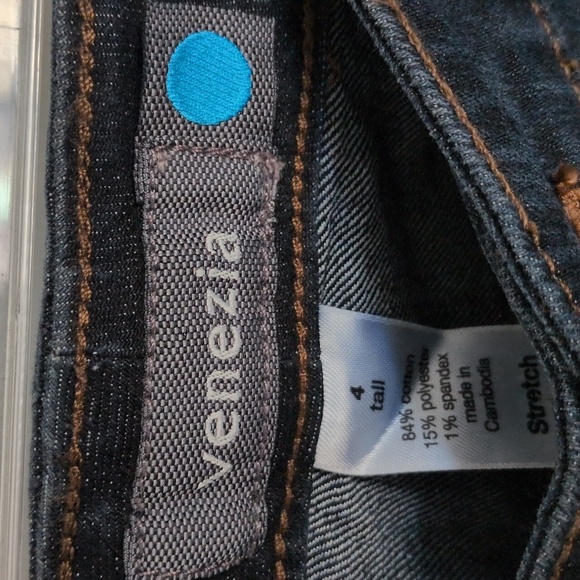 venezia
4
tall
84% cotton
15% polyester
1% spandex
made in
Cambodia
Stretch